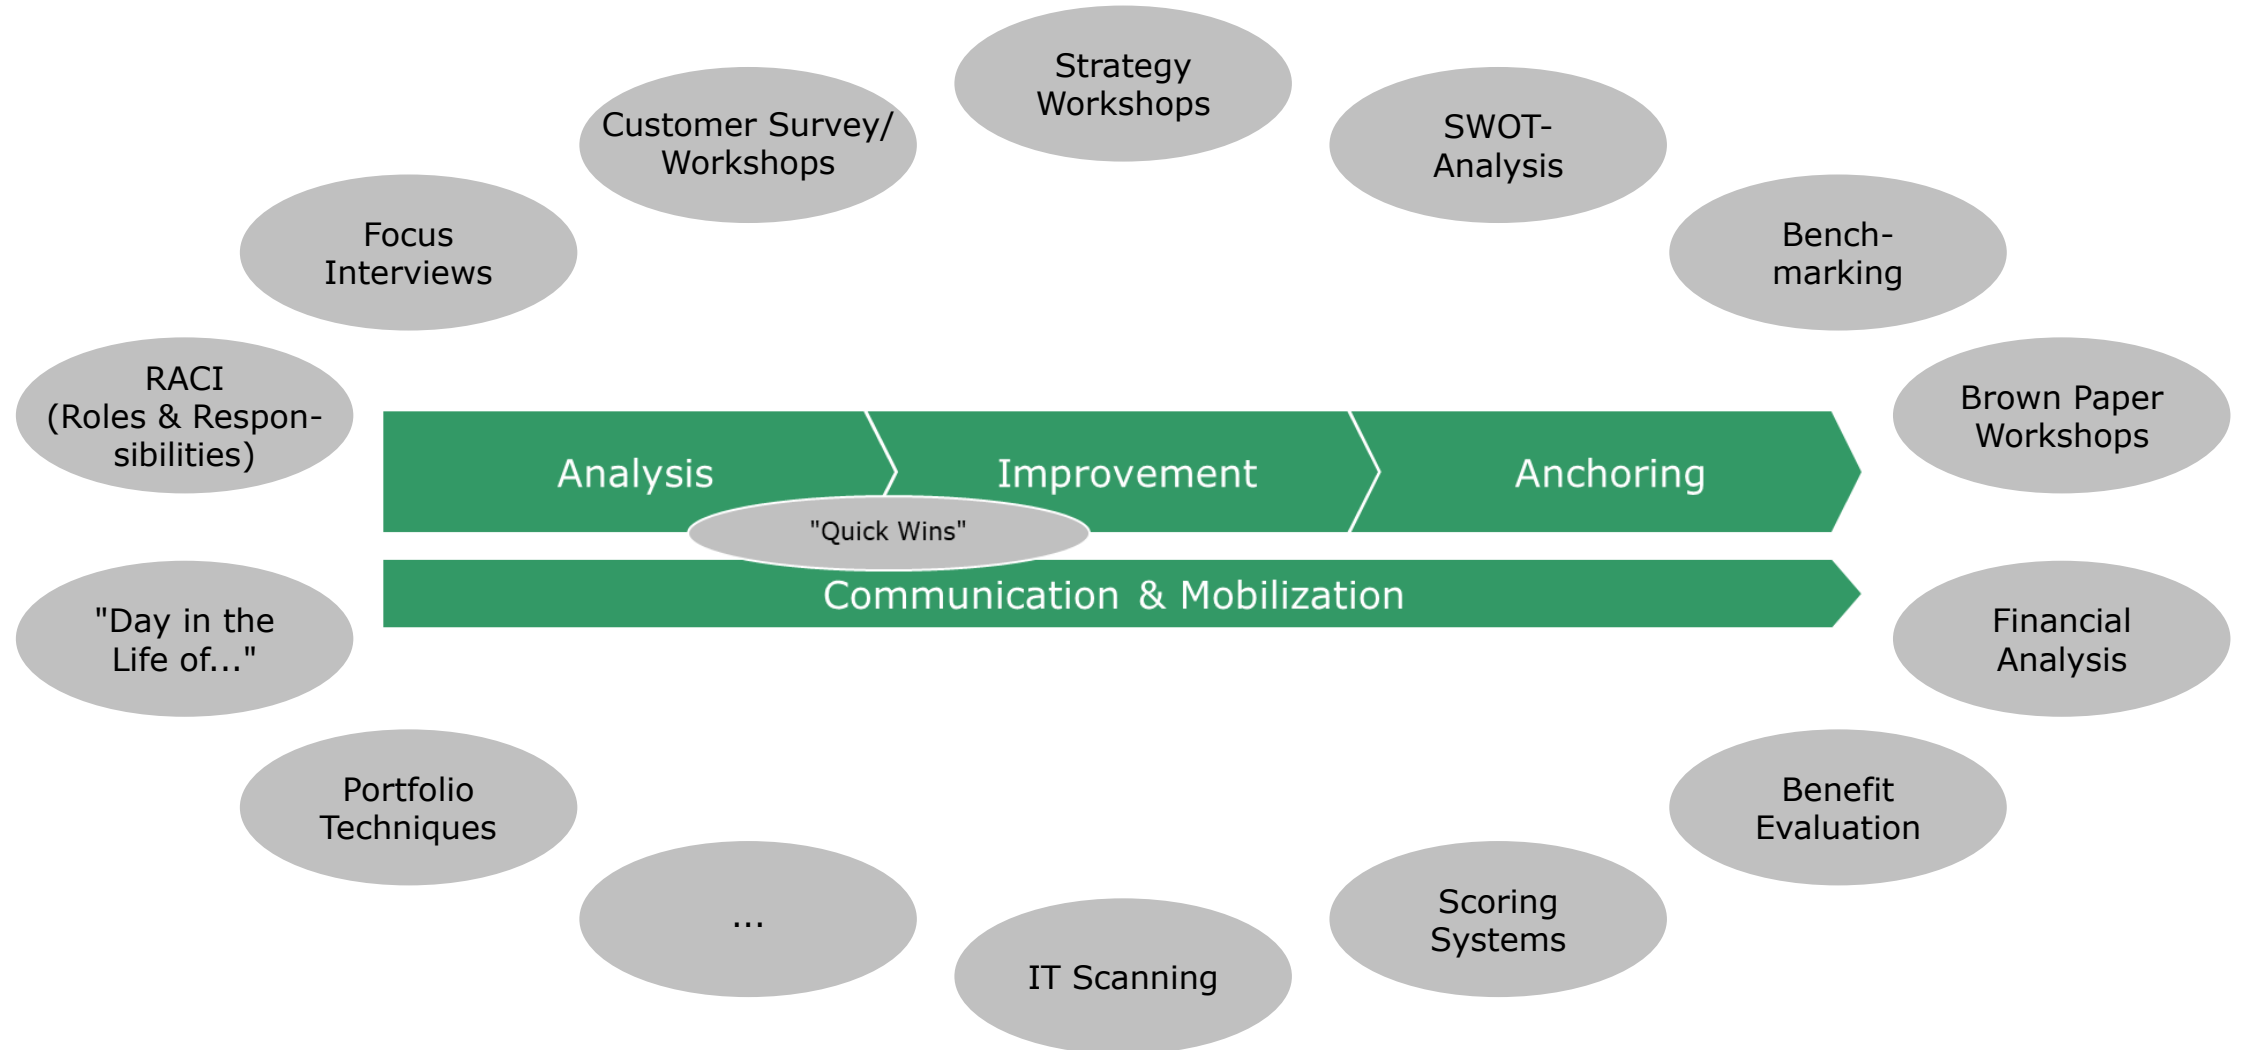 Strategy
Workshops
Customer Survey/
Workshops
SWOT-
Analysis
Focus
Interviews
Bench-
marking
RACI
(Roles & Respon-
sibilities)
Brown Paper
Workshops
Analysis
Improvement
Anchoring
"Quick Wins"
Communication & Mobilization
"Day in the
Life of..."
Financial
Analysis
Portfolio
Techniques
Benefit
Evaluation
...
Scoring
Systems
IT Scanning